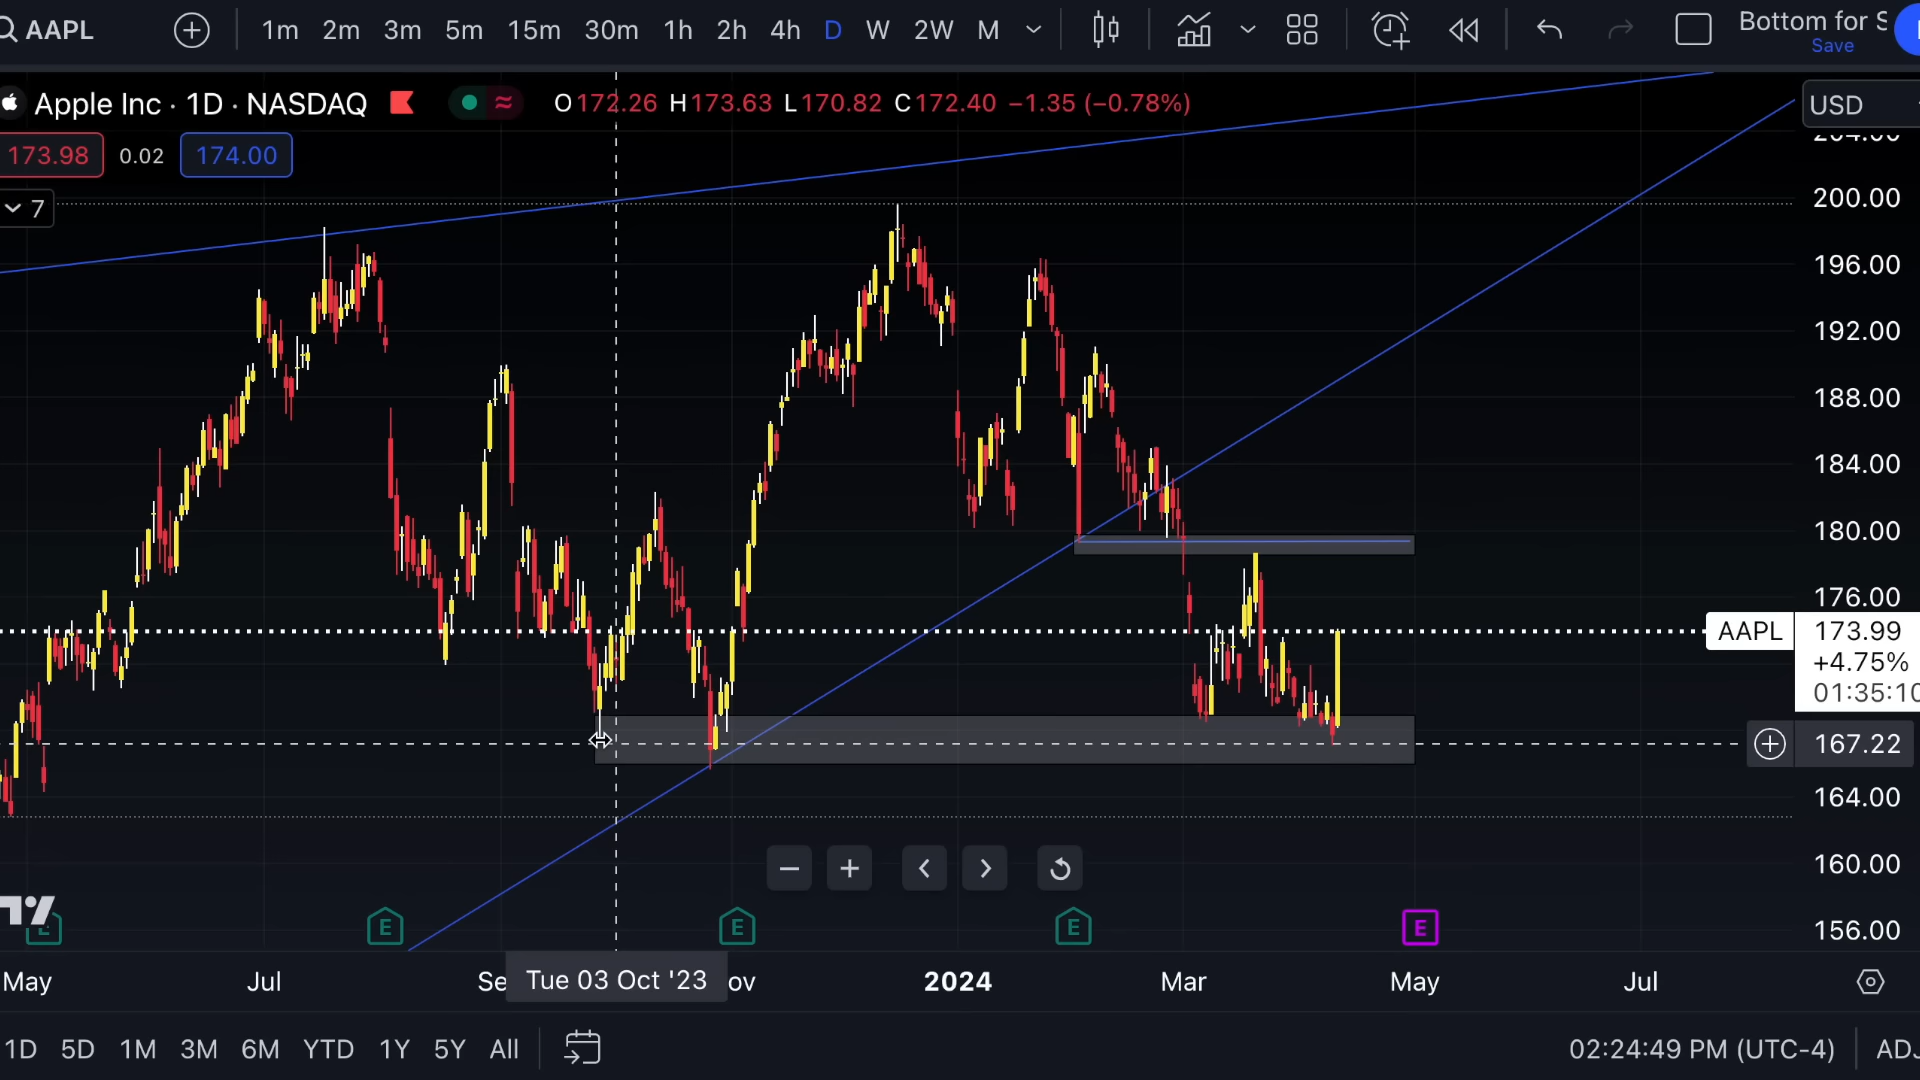 AAPL 1m 2m 3m 5m 15m 30m 1h 2h 4h D W 2W M Bottom for S
Save
Apple Inc · 1D · NASDAQ O172.26 H173.63 L170.82 C172.40 −1.35 (−0.78%) USD
173.98 0.02 174.00
7
200.00
196.00
192.00
188.00
184.00
180.00
176.00
AAPL 173.99
+4.75%
01:35:10
167.22
164.00
160.00
156.00
E E E E E
May Jul Se Tue 03 Oct '23 ov 2024 Mar May Jul
1D 5D 1M 3M 6M YTD 1Y 5Y All 02:24:49 PM (UTC-4) ADJ